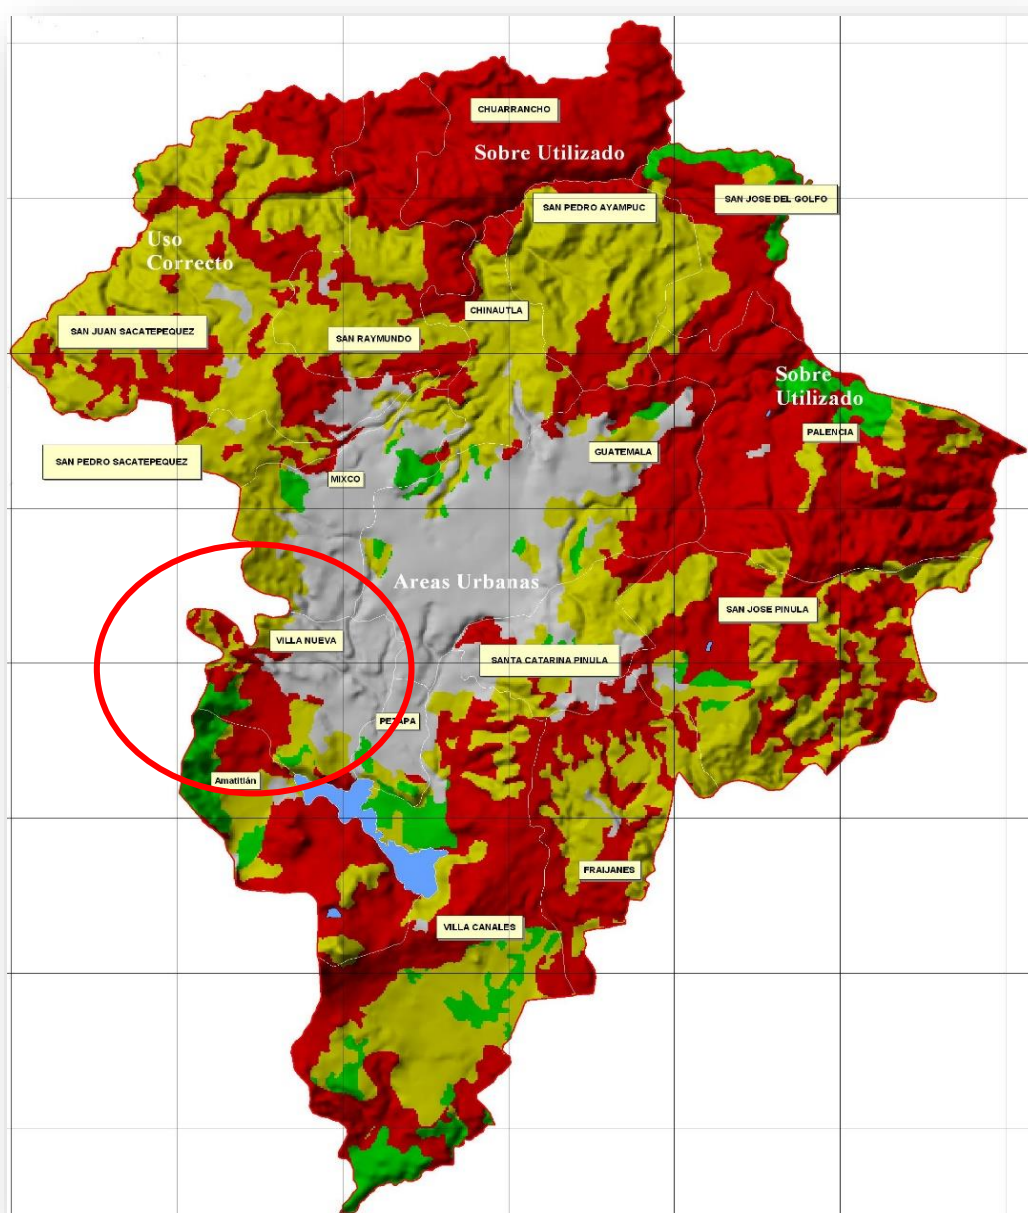 CHUARRANCHO
Sobre Utilizado
SAN JOSE DEL GOLFO
SAN PEDRO AYAMPUC
Uso
Correcto
CHINAUTLA
SAN JUAN SACATEPEQUEZ
SAN RAYMUNDO
Sobre
Utilizado
PALENCIA
GUATEMALA
SAN PEDRO SACATEPEQUEZ
MIXCO
Areas Urbanas
SAN JOSE PINULA
VILLA NUEVA
SANTA CATARINA PINULA
PETAPA
Amatitlán
FRAIJANES
VILLA CANALES